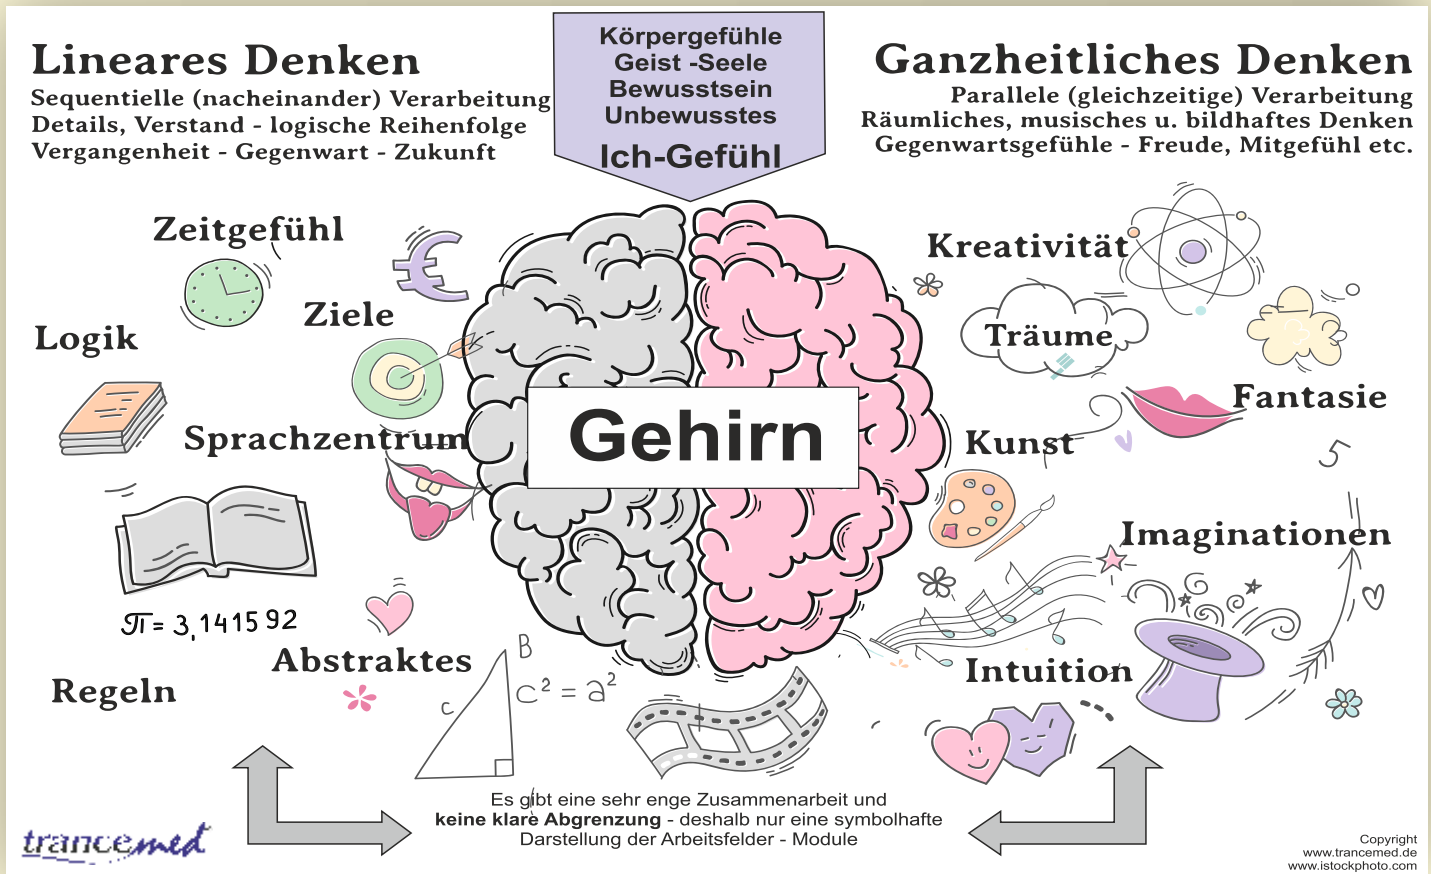 Lineares Denken
Sequentielle (nacheinander) Verarbeitung
Details, Verstand - logische Reihenfolge
Vergangenheit - Gegenwart - Zukunft
Körpergefühle
Geist -Seele
Bewusstsein
Unbewusstes
Ich-Gefühl
Ganzheitliches Denken
Parallele (gleichzeitige) Verarbeitung
Räumliches, musisches u. bildhaftes Denken
Gegenwartsgefühle - Freude, Mitgefühl etc.
Zeitgefühl
€
Ziele
Logik
Sprachzentrum
π = 3,141592
Abstraktes
Regeln
B
c
c² = a²
Gehirn
Kreativität
Träume
Fantasie
Kunst
5
Imaginationen
Intuition
Es gibt eine sehr enge Zusammenarbeit und
keine klare Abgrenzung - deshalb nur eine symbolhafte
Darstellung der Arbeitsfelder - Module
trancemed
Copyright
www.trancemed.de
www.istockphoto.com